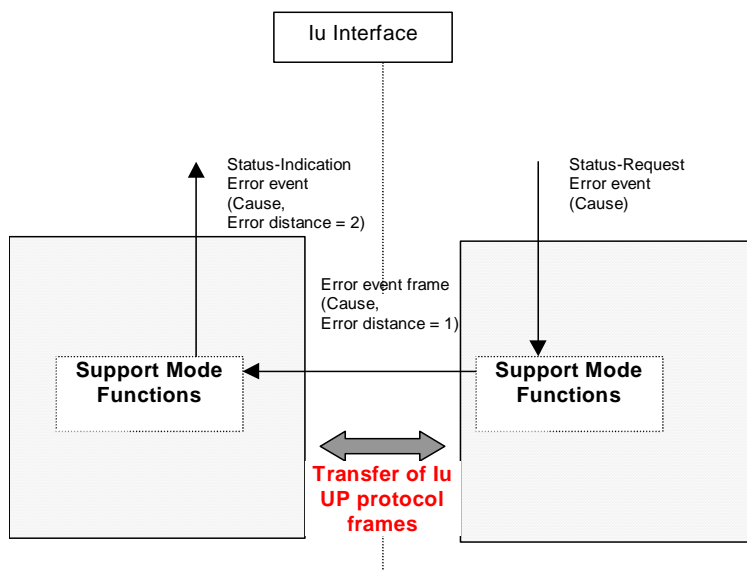 Iu Interface
Status-Indication
Error event
(Cause,
Error distance = 2)
Status-Request
Error event
(Cause)
Error event frame
(Cause,
Error distance = 1)
Support Mode
Functions
Support Mode
Functions
Transfer of Iu
UP protocol
frames